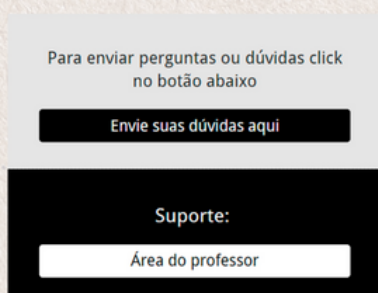 Para enviar perguntas ou dúvidas click
no botão abaixo
Envie suas dúvidas aqui
Suporte:
Área do professor